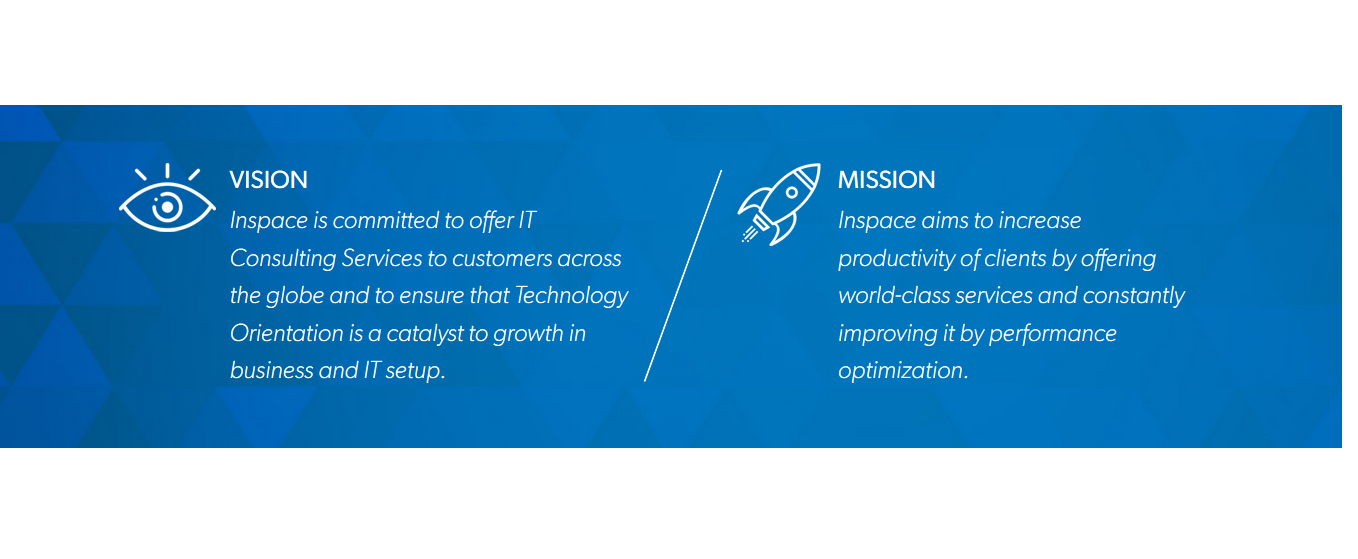 VISION
Inspace is committed to offer IT
Consulting Services to customers across
the globe and to ensure that Technology
Orientation is a catalyst to growth in
business and IT setup.
MISSION
Inspace aims to increase
productivity of clients by offering
world-class services and constantly
improving it by performance
optimization.